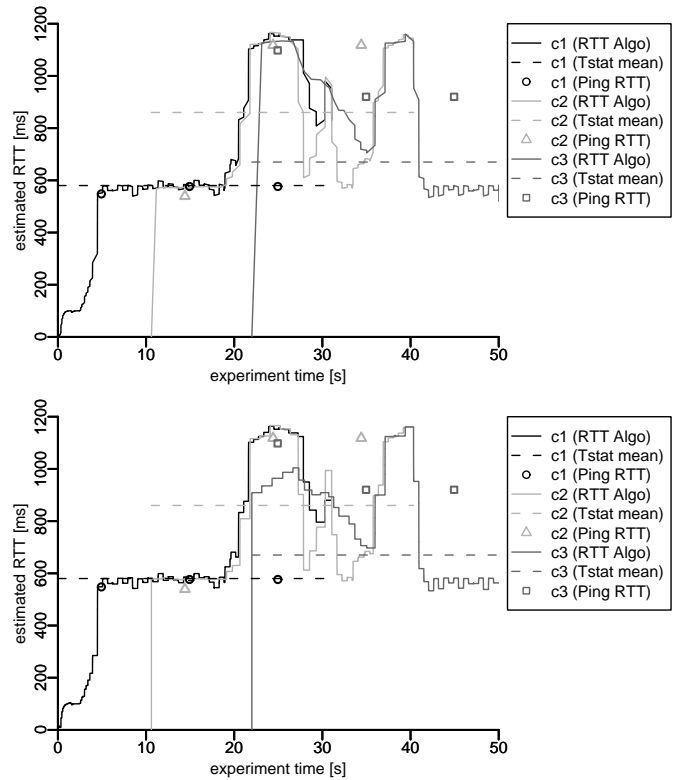 1200
1000
800
600
400
200
0
estimated RTT [ms]
0 10 20 30 40 50
experiment time [s]
c1 (RTT Algo)
c1 (Tstat mean)
c1 (Ping RTT)
c2 (RTT Algo)
c2 (Tstat mean)
c2 (Ping RTT)
c3 (RTT Algo)
c3 (Tstat mean)
c3 (Ping RTT)
1200
1000
800
600
400
200
0
estimated RTT [ms]
0 10 20 30 40 50
experiment time [s]
c1 (RTT Algo)
c1 (Tstat mean)
c1 (Ping RTT)
c2 (RTT Algo)
c2 (Tstat mean)
c2 (Ping RTT)
c3 (RTT Algo)
c3 (Tstat mean)
c3 (Ping RTT)